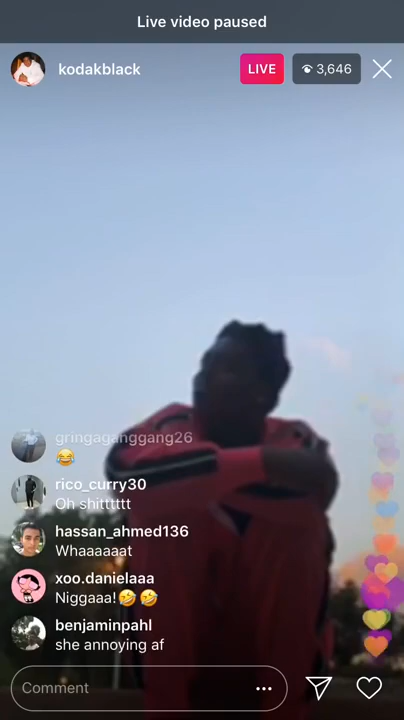 Live video paused
kodakblack
LIVE
3,646
gringaganggang26
😂
rico_curry30
Oh shitttttt
hassan_ahmed136
Whaaaaaat
xoo.danielaaa
Niggaaa!🤣🤣
benjaminpahl
she annoying af
Comment